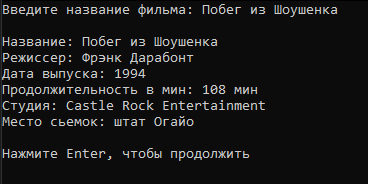 Введите название фильма: Побег из Шоушенка
Название: Побег из Шоушенка
Режиссер: Фрэнк Дарабонт
Дата выпуска: 1994
Продолжительность в мин: 108 мин
Студия: Castle Rock Entertainment
Место сьемок: штат Огайо
Нажмите Enter, чтобы продолжить